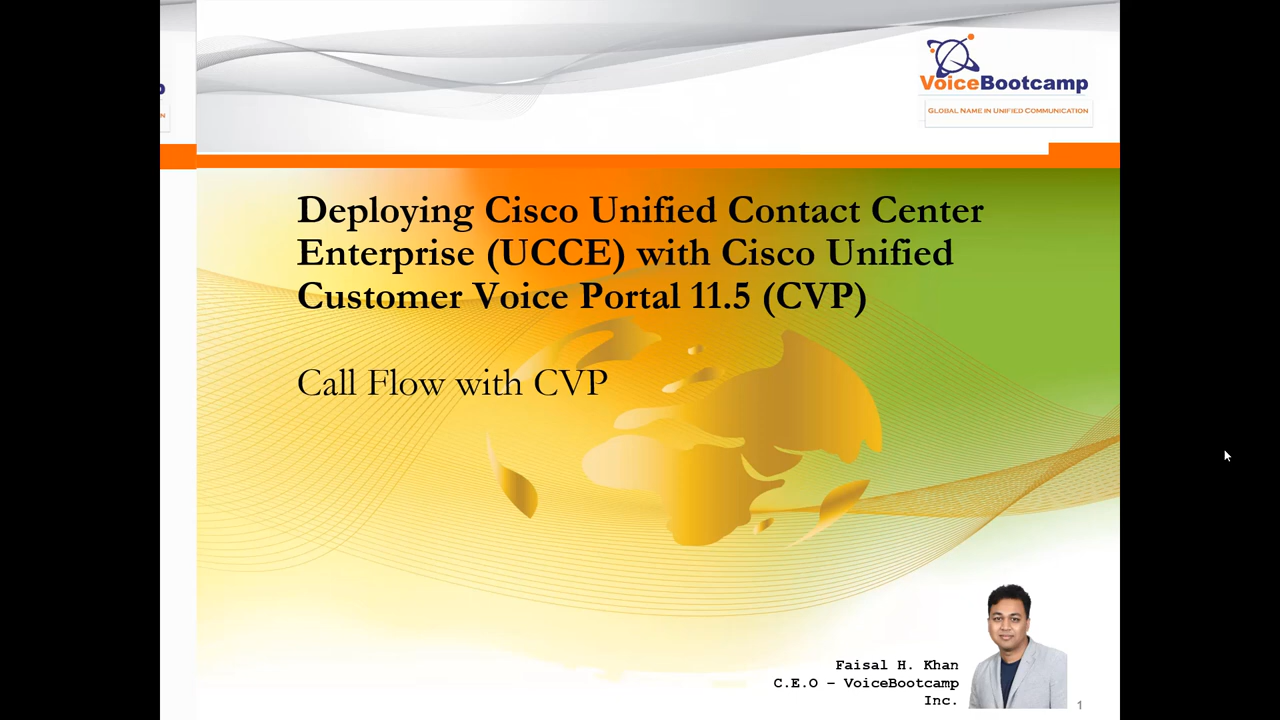 VoiceBootcamp
GLOBAL NAME IN UNIFIED COMMUNICATION
Deploying Cisco Unified Contact Center
Enterprise (UCCE) with Cisco Unified
Customer Voice Portal 11.5 (CVP)
Call Flow with CVP
Faisal H. Khan
C.E.O – VoiceBootcamp
Inc.
1